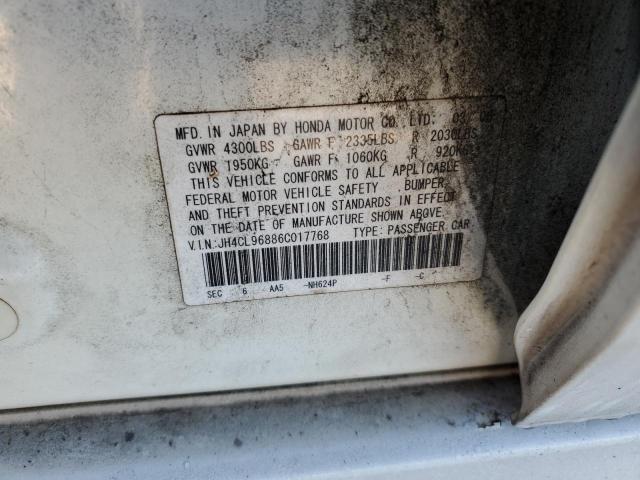 MFD. IN JAPAN BY HONDA MOTOR CO., LTD.
GVWR 4300LBS GAWR F 2335LBS R 2030LBS
GVWR 1950KG GAWR F 1060KG R 920KG
THIS VEHICLE CONFORMS TO ALL APPLICABLE
FEDERAL MOTOR VEHICLE SAFETY, BUMPER,
AND THEFT PREVENTION STANDARDS IN EFFECT
ON THE DATE OF MANUFACTURE SHOWN ABOVE.
V.I.N:JH4CL96886C017768 TYPE: PASSENGER CAR
SEC 6 AA5 -NH624P -F -C